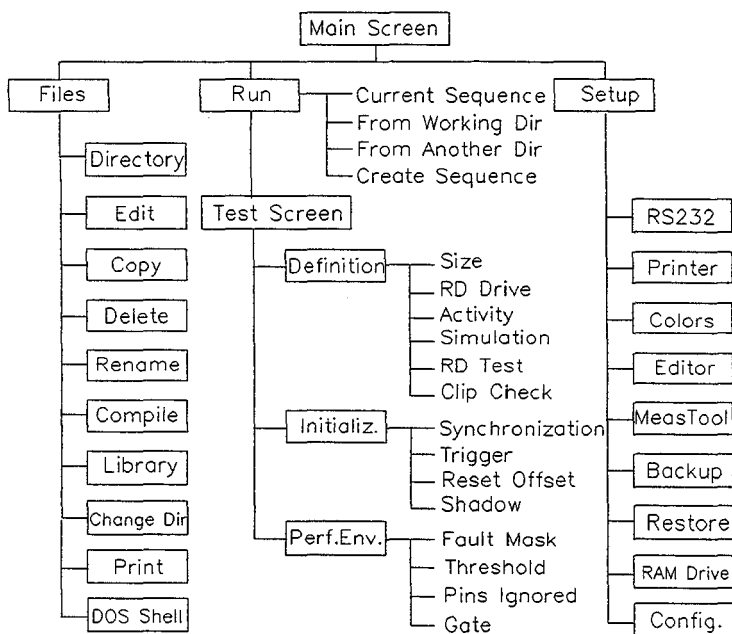 Main Screen
Files
Run
Setup
Current Sequence
From Working Dir
From Another Dir
Create Sequence
Directory
Edit
Copy
Delete
Rename
Compile
Library
Change Dir
Print
DOS Shell
Test Screen
Definition
Size
RD Drive
Activity
Simulation
RD Test
Clip Check
Initializ.
Synchronization
Trigger
Reset Offset
Shadow
Perf.Env.
Fault Mask
Threshold
Pins Ignored
Gate
RS232
Printer
Colors
Editor
MeasTool
Backup
Restore
RAM Drive
Config.